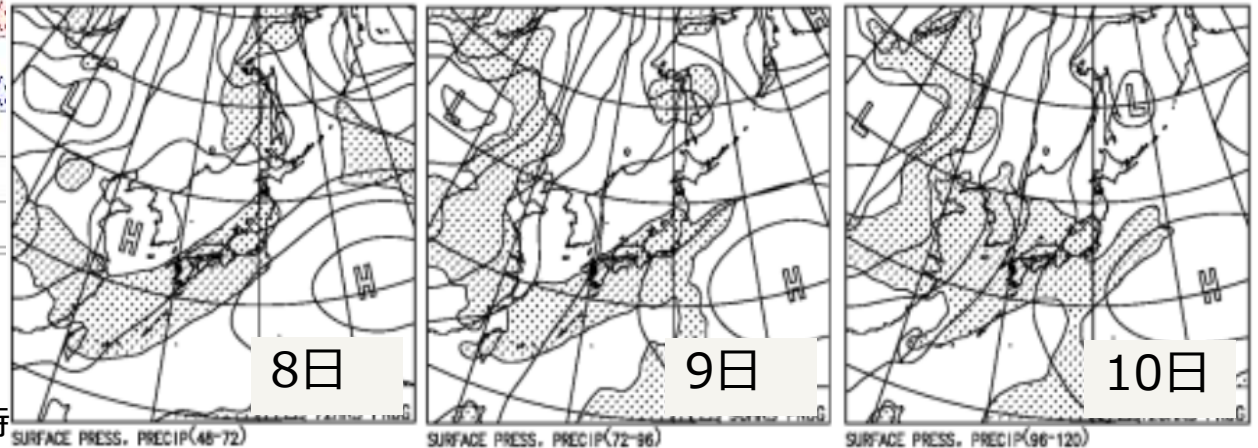 L
H
H
8日
SURFACE PRESS, PRECIP(48-72)
L
H
H
9日
SURFACE PRESS, PRECIP(72-96)
L
L
H
10日
SURFACE PRESS, PRECIP(96-120)